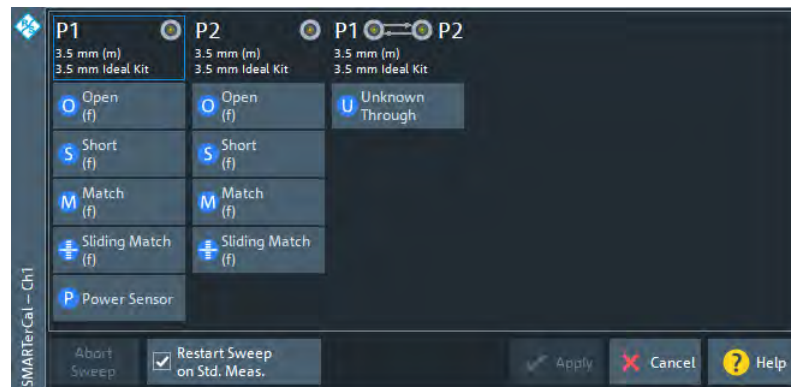 P1
3.5 mm (m)
3.5 mm Ideal Kit
P2
3.5 mm (m)
3.5 mm Ideal Kit
P1 P2
3.5 mm (m)
3.5 mm Ideal Kit
O Open
(f)
O Open
(f)
U Unknown
Through
S Short
(f)
S Short
(f)
M Match
(f)
M Match
(f)
Sliding Match
(f)
Sliding Match
(f)
P Power Sensor
SMARTerCal – Ch1
Abort
Sweep
Restart Sweep
on Std. Meas.
Apply
Cancel
? Help